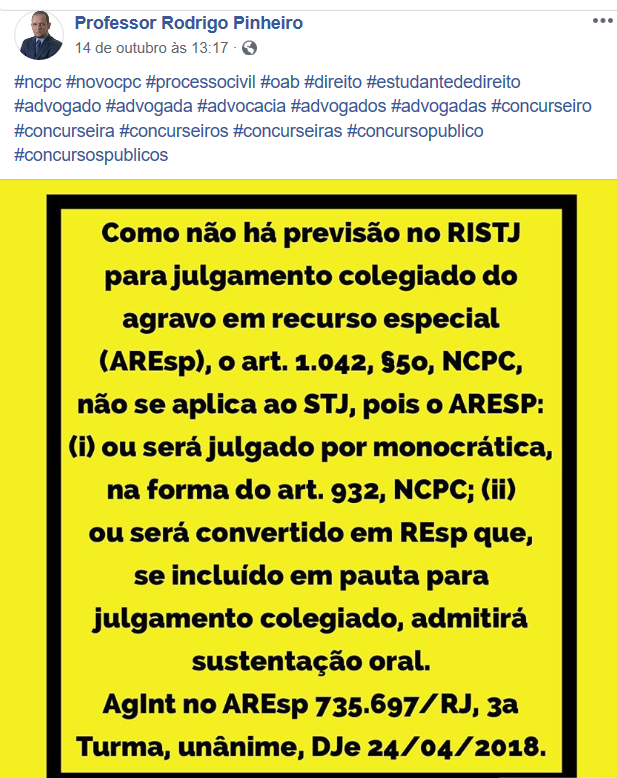 Professor Rodrigo Pinheiro
14 de outubro às 13:17 ·
#ncpc #novocpc #processocivil #oab #direito #estudantededireito
#advogado #advogada #advocacia #advogados #advogadas #concurseiro
#concurseira #concurseiros #concurseiras #concursopublico
#concursospublicos
Como não há previsão no RISTJ
para julgamento colegiado do
agravo em recurso especial
(AREsp), o art. 1.042, §5o, NCPC,
não se aplica ao STJ, pois o ARESP:
(i) ou será julgado por monocrática,
na forma do art. 932, NCPC; (ii)
ou será convertido em REsp que,
se incluído em pauta para
julgamento colegiado, admitirá
sustentação oral.
AgInt no AREsp 735.697/RJ, 3a
Turma, unânime, DJe 24/04/2018.